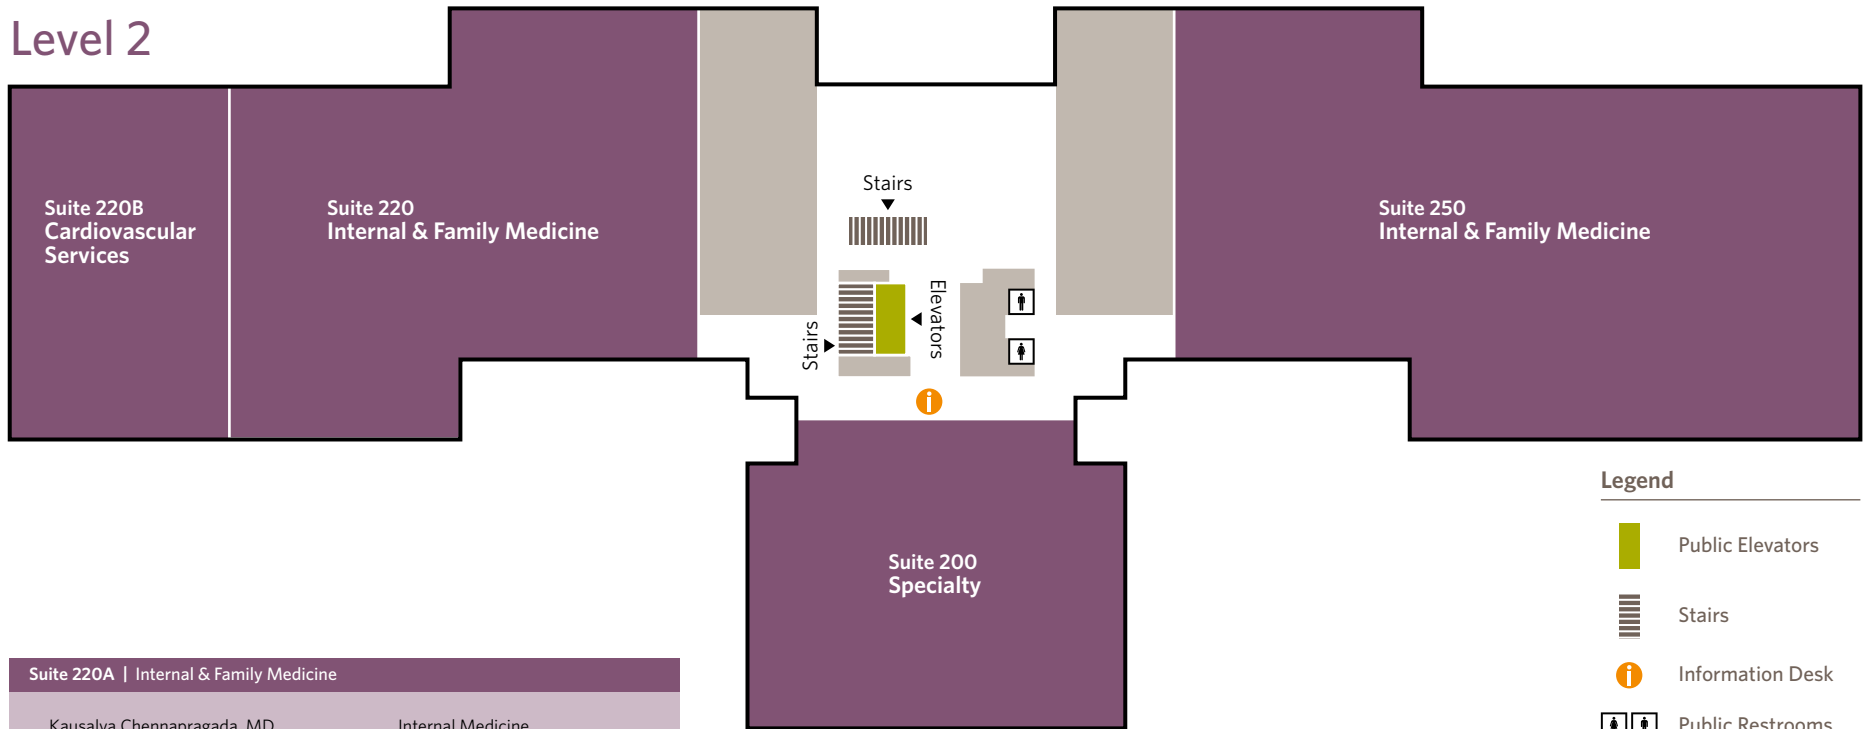 Level 2
Suite 220B
Cardiovascular
Services
Suite 220
Internal & Family Medicine
Stairs
Elevators
Stairs
Suite 250
Internal & Family Medicine
Suite 200
Specialty
Legend
Public Elevators
Stairs
Information Desk
Public Restrooms
Suite 220A | Internal & Family Medicine
Kausalya Chennapragada, MD Internal Medicine